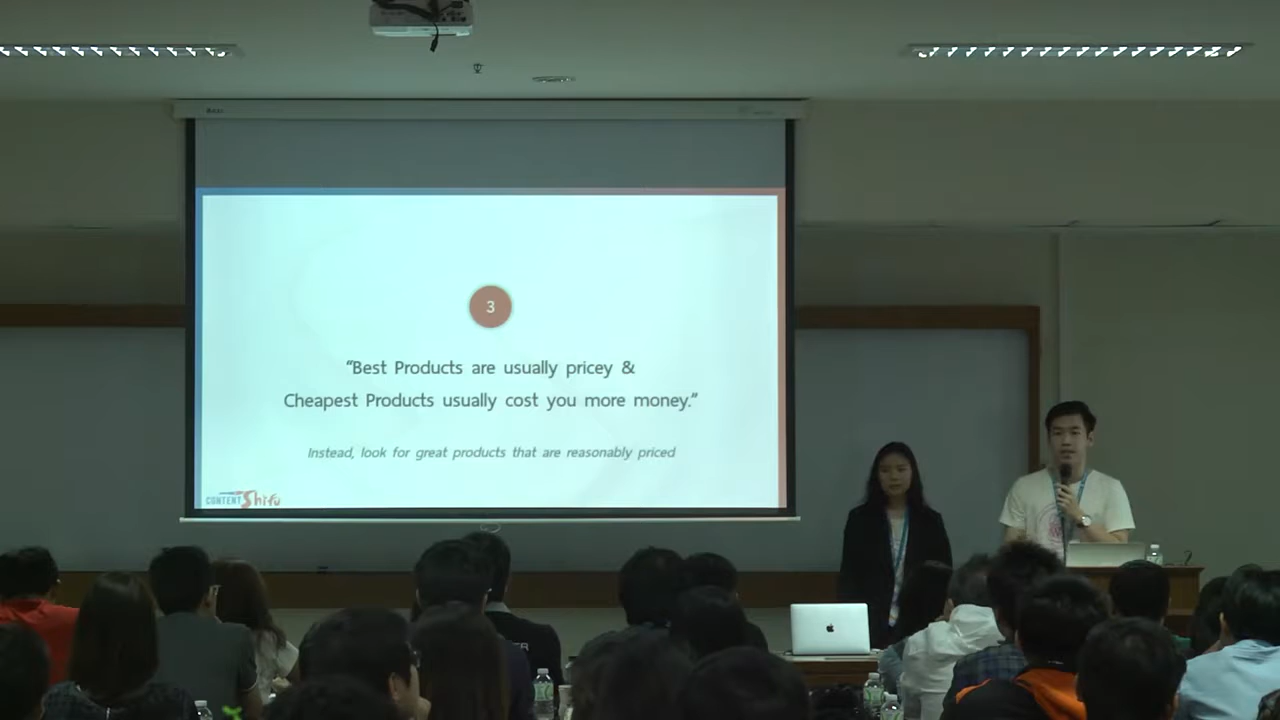 3
“Best Products are usually pricey &
Cheapest Products usually cost you more money.”
Instead, look for great products that are reasonably priced
CONTENT Shifu